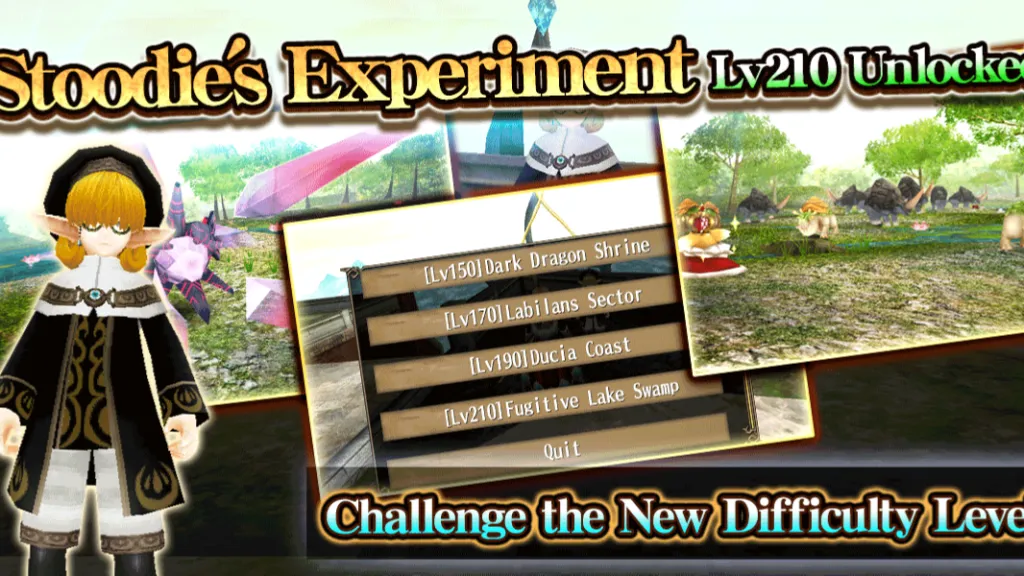 Stoodie's Experiment Lv210 Unlocked
[Lv150]Dark Dragon Shrine
[Lv170]Labilans Sector
[Lv190]Ducia Coast
[Lv210]Fugitive Lake Swamp
Quit
Challenge the New Difficulty Leve